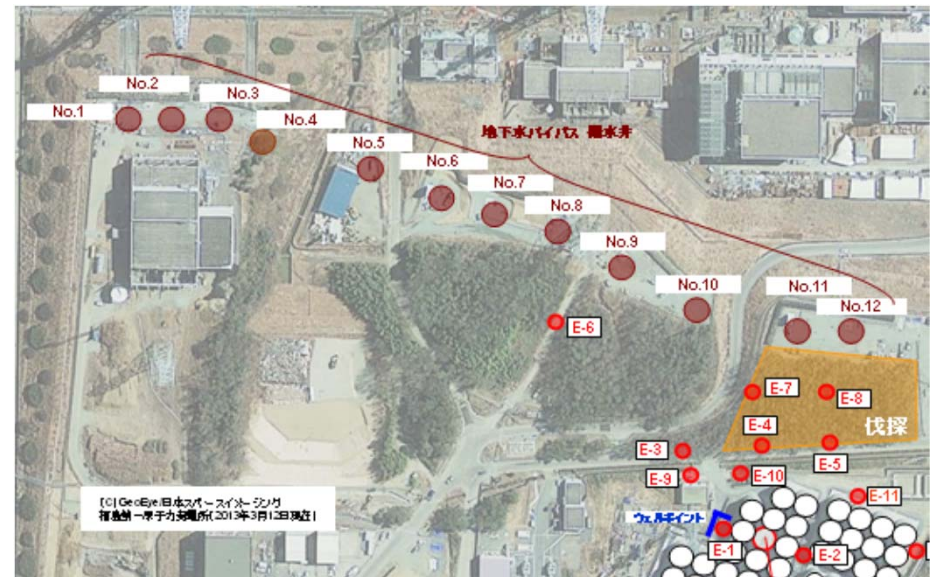 No.1
No.2
No.3
No.4
No.5
No.6
No.7
No.8
No.9
No.10
No.11
No.12
地下水バイパス 揚水井
E-6
E-7
E-8
伐採
E-4
E-3
E-5
E-9
E-10
E-11
ウェルポイント
E-1
E-2
(C)GeoEye/日本スペースイメージング
福島第一原子力発電所(2013年3月12日現在)